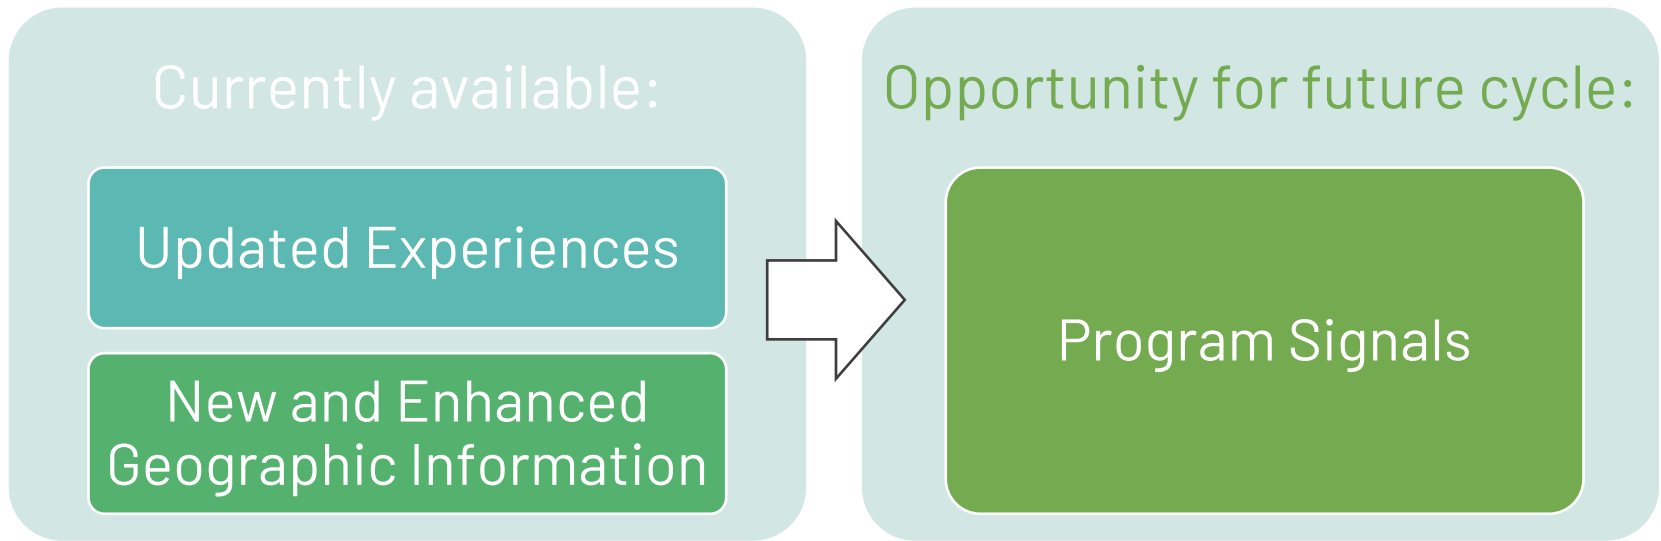 Currently available:
Updated Experiences
New and Enhanced
Geographic Information
Opportunity for future cycle:
Program Signals